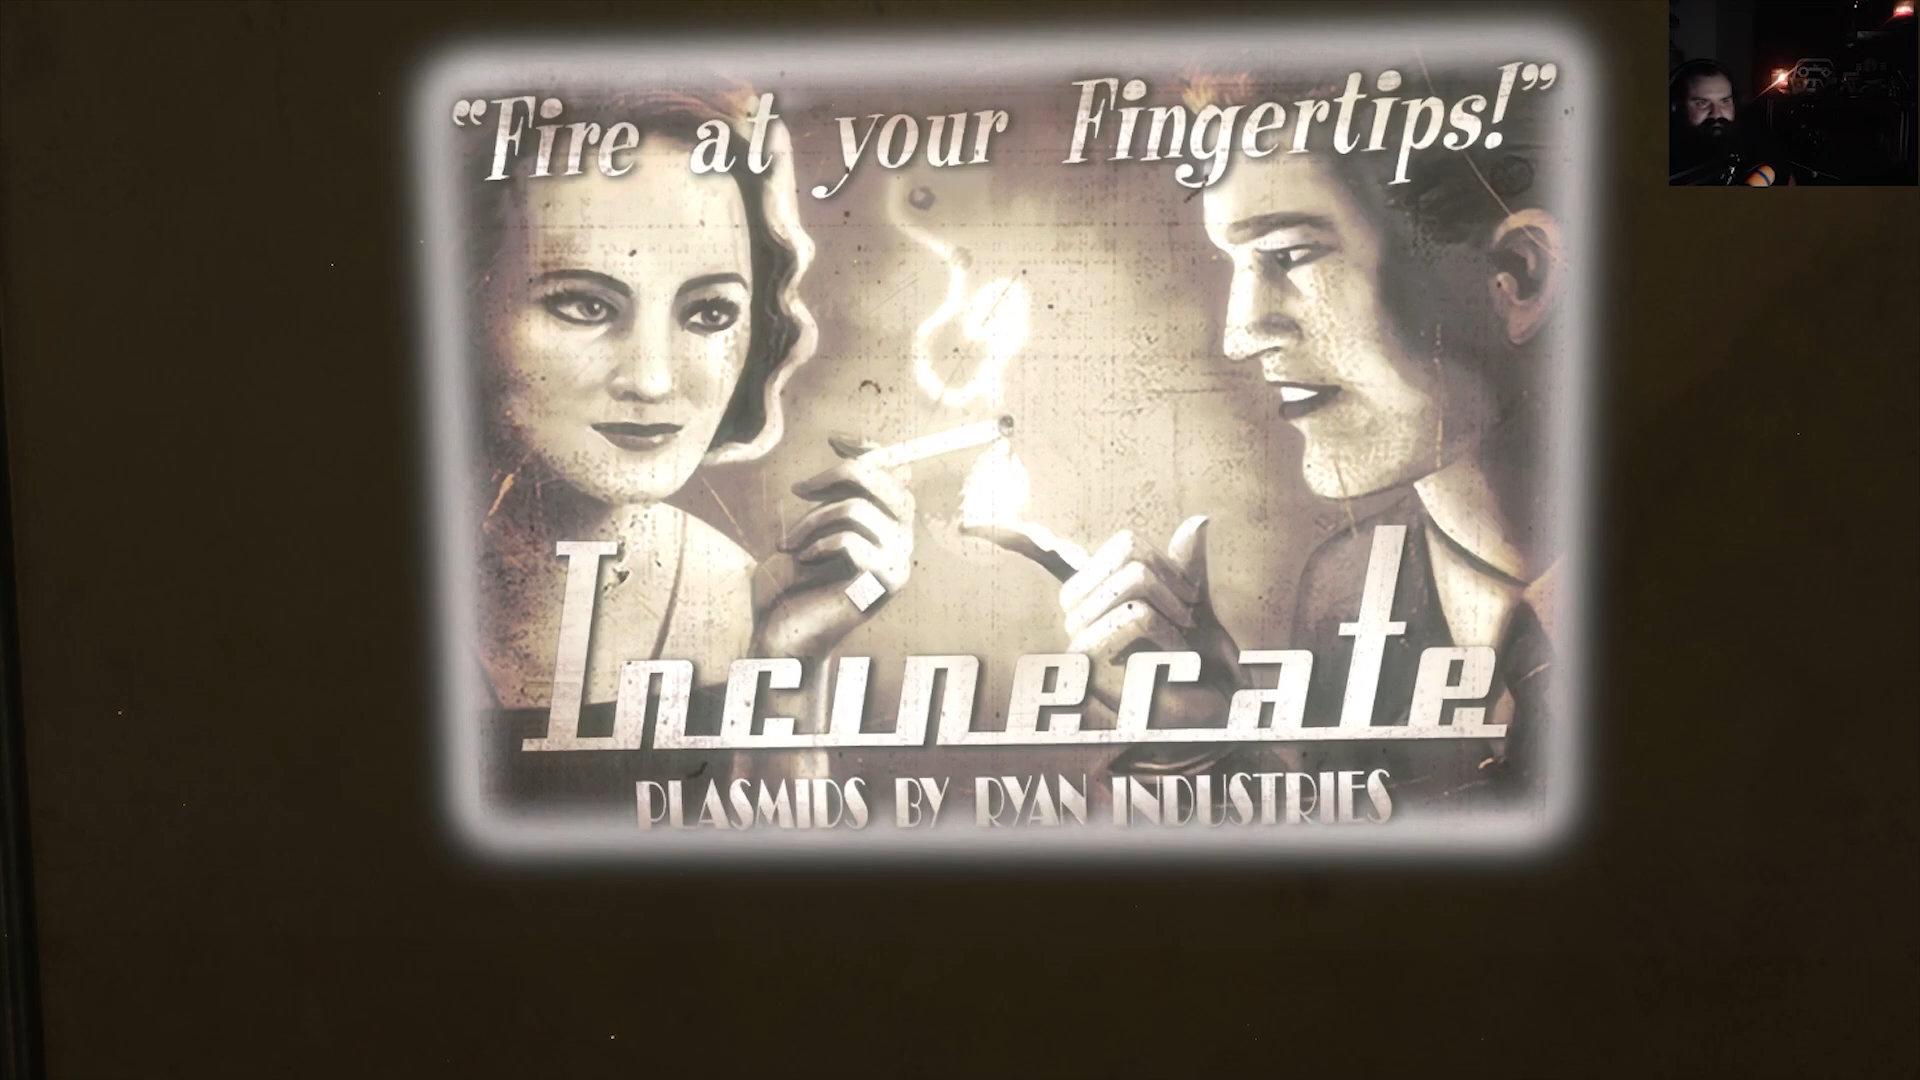 “Fire at your Fingertips!”
Incinerate
PLASMIDS BY RYAN INDUSTRIES